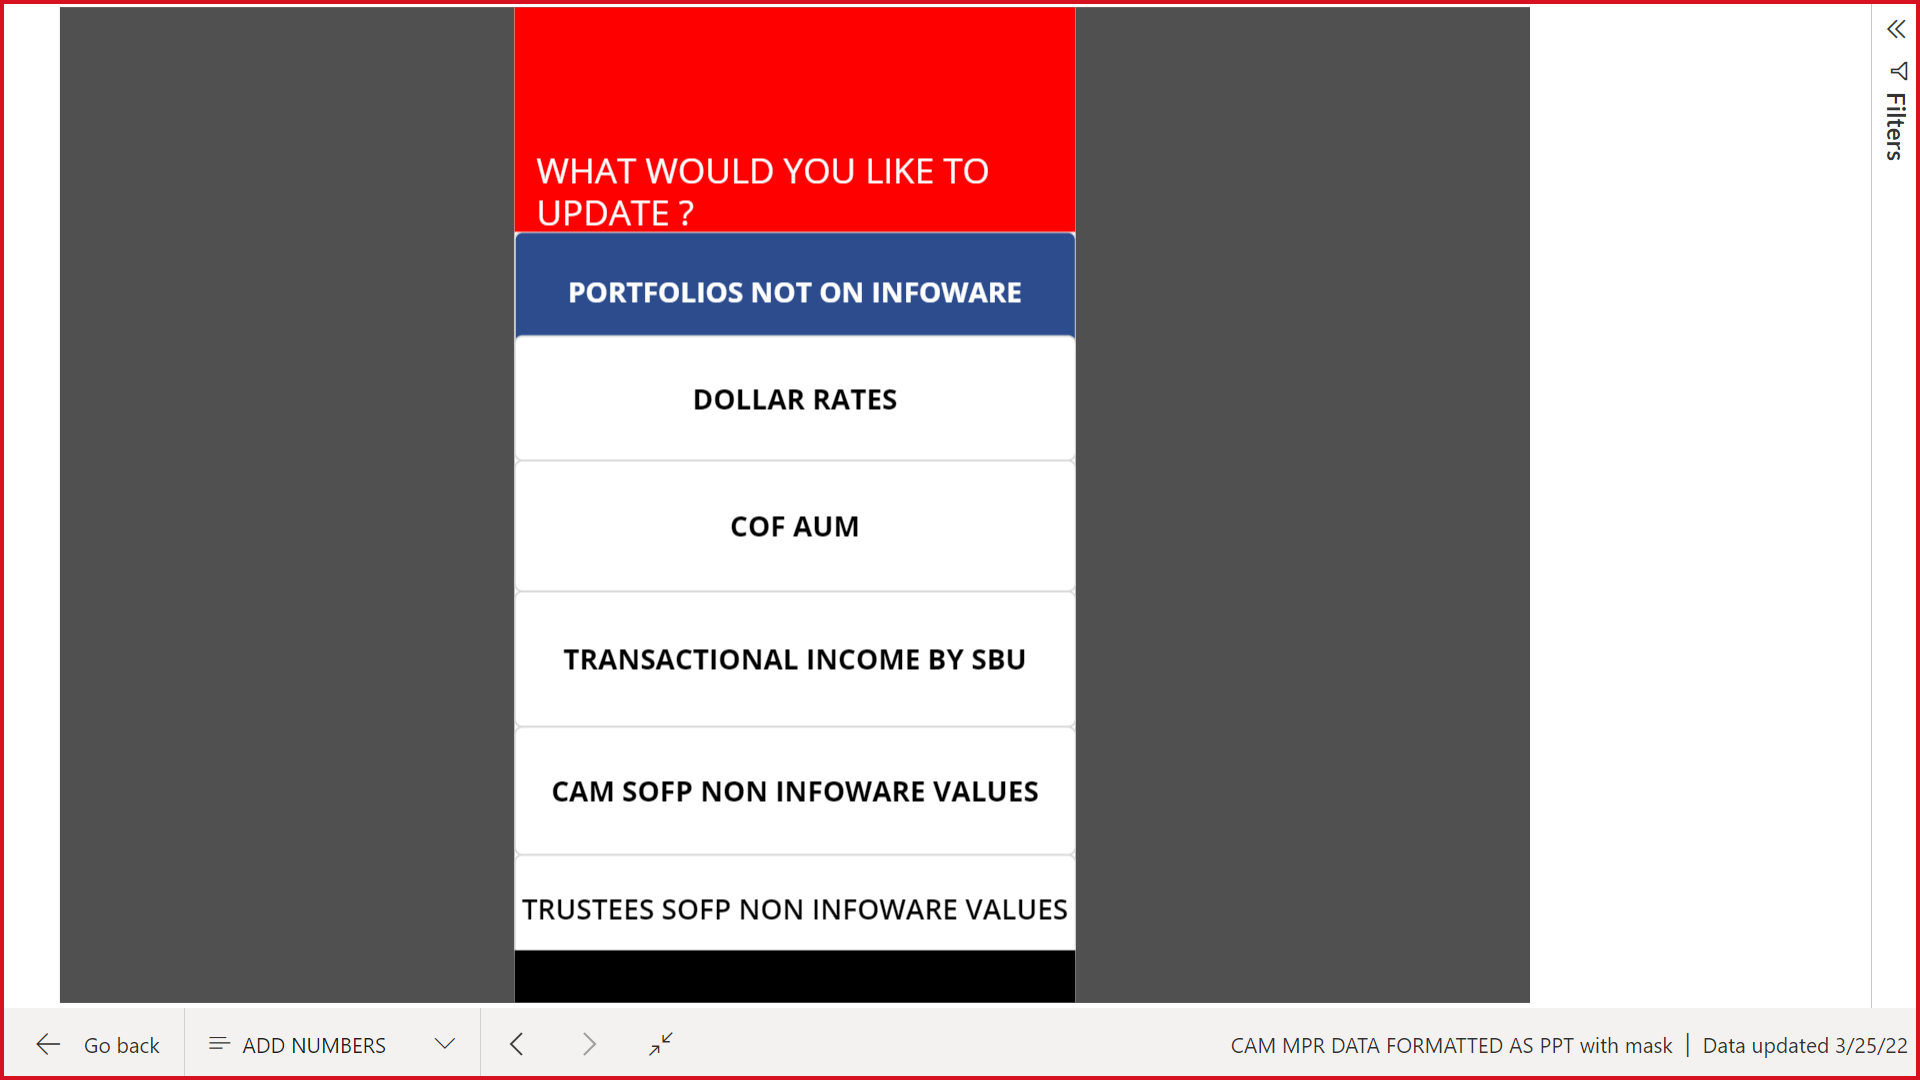 WHAT WOULD YOU LIKE TO
UPDATE ?
PORTFOLIOS NOT ON INFOWARE
DOLLAR RATES
COF AUM
TRANSACTIONAL INCOME BY SBU
CAM SOFP NON INFOWARE VALUES
TRUSTEES SOFP NON INFOWARE VALUES
Filters
Go back
ADD NUMBERS
CAM MPR DATA FORMATTED AS PPT with mask | Data updated 3/25/22